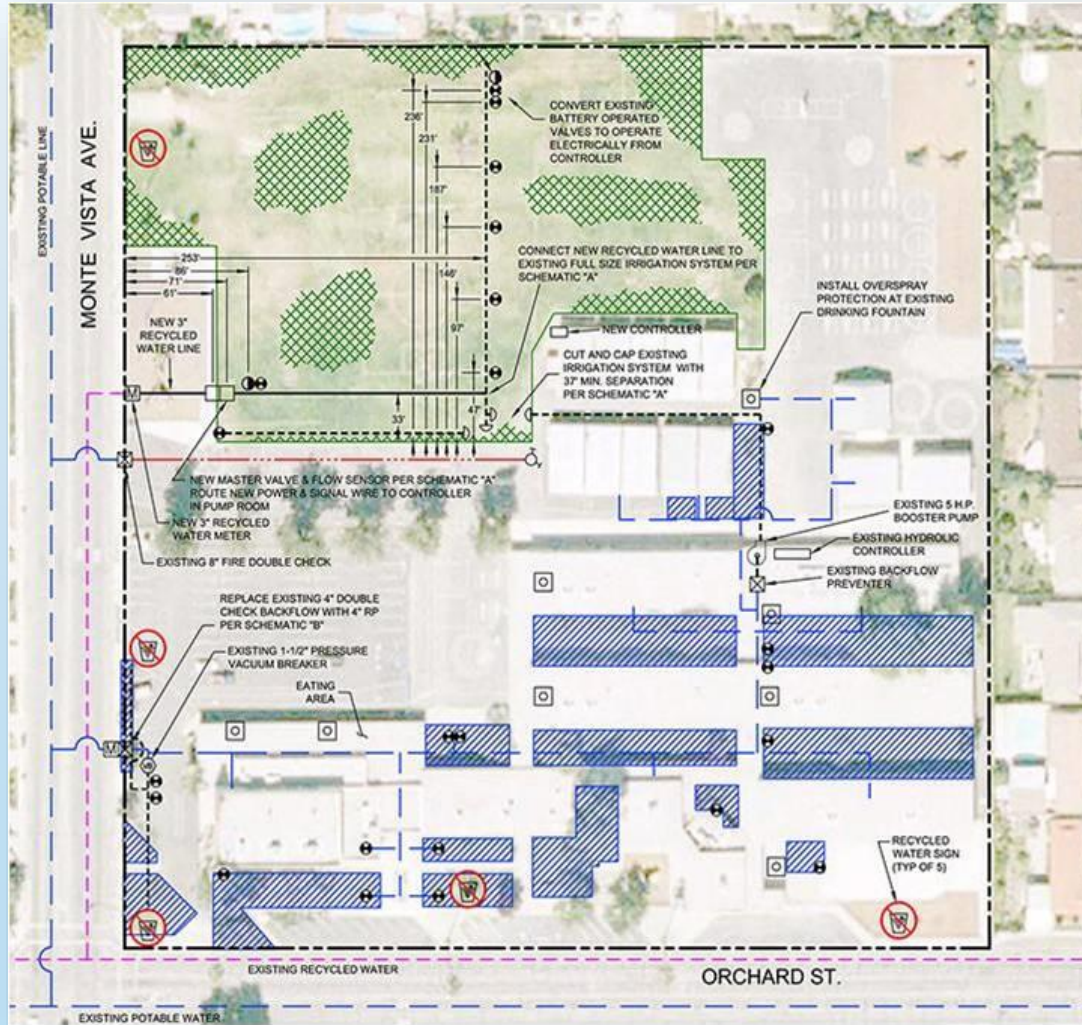 EXISTING POTABLE LINE
MONTE VISTA AVE.
236'
231'
187'
146'
97'
47'
33'
253'
86'
71'
61'
CONVERT EXISTING
BATTERY OPERATED
VALVES TO OPERATE
ELECTRICALLY FROM
CONTROLLER
CONNECT NEW RECYCLED WATER LINE TO
EXISTING FULL SIZE IRRIGATION SYSTEM PER
SCHEMATIC "A"
INSTALL OVERSPRAY
PROTECTION AT EXISTING
DRINKING FOUNTAIN
NEW 3"
RECYCLED
WATER LINE
NEW CONTROLLER
CUT AND CAP EXISTING
IRRIGATION SYSTEM WITH
37" MIN. SEPARATION
PER SCHEMATIC "A"
M
NEW MASTER VALVE & FLOW SENSOR PER SCHEMATIC "A"
ROUTE NEW POWER & SIGNAL WIRE TO CONTROLLER
IN PUMP ROOM
NEW 3" RECYCLED
WATER METER
EXISTING 8" FIRE DOUBLE CHECK
EXISTING 5 H.P.
BOOSTER PUMP
EXISTING HYDROLIC
CONTROLLER
EXISTING BACKFLOW
PREVENTER
REPLACE EXISTING 4" DOUBLE
CHECK BACKFLOW WITH 4" RP
PER SCHEMATIC "B"
EXISTING 1-1/2" PRESSURE
VACUUM BREAKER
EATING
AREA
M
RECYCLED
WATER SIGN
(TYP OF 5)
EXISTING RECYCLED WATER
ORCHARD ST.
EXISTING POTABLE WATER